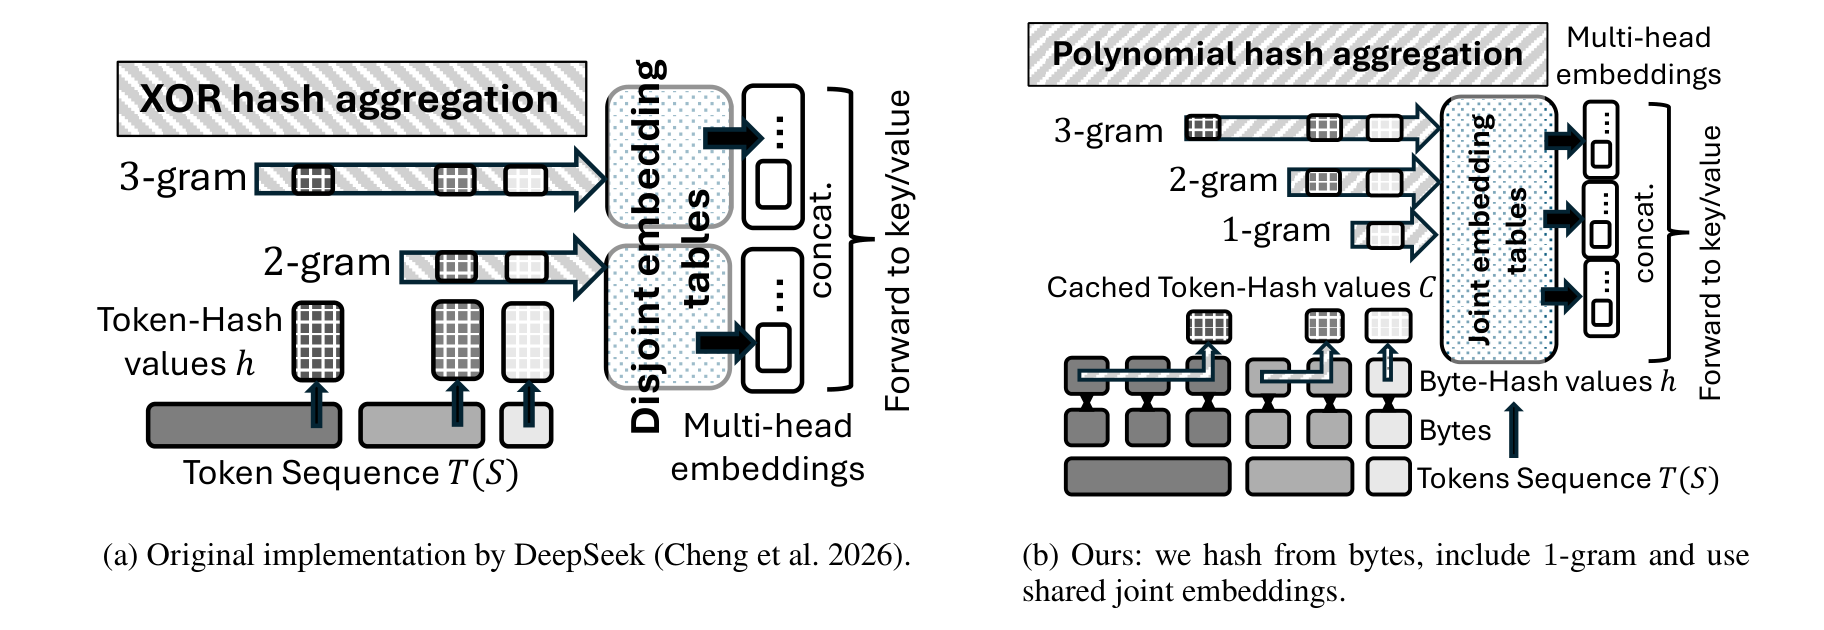 XOR hash aggregation
3-gram
2-gram
Token-Hash
values h
Token Sequence T(S)
Disjoint embedding
tables
...
...
concat.
Forward to key/value
Multi-head
embeddings
(a) Original implementation by DeepSeek (Cheng et al. 2026).
Polynomial hash aggregation
Multi-head
embeddings
3-gram
2-gram
1-gram
Cached Token-Hash values C
Joint embedding
tables
...
...
...
concat.
Forward to key/value
Byte-Hash values h
Bytes
Tokens Sequence T(S)
(b) Ours: we hash from bytes, include 1-gram and use
shared joint embeddings.